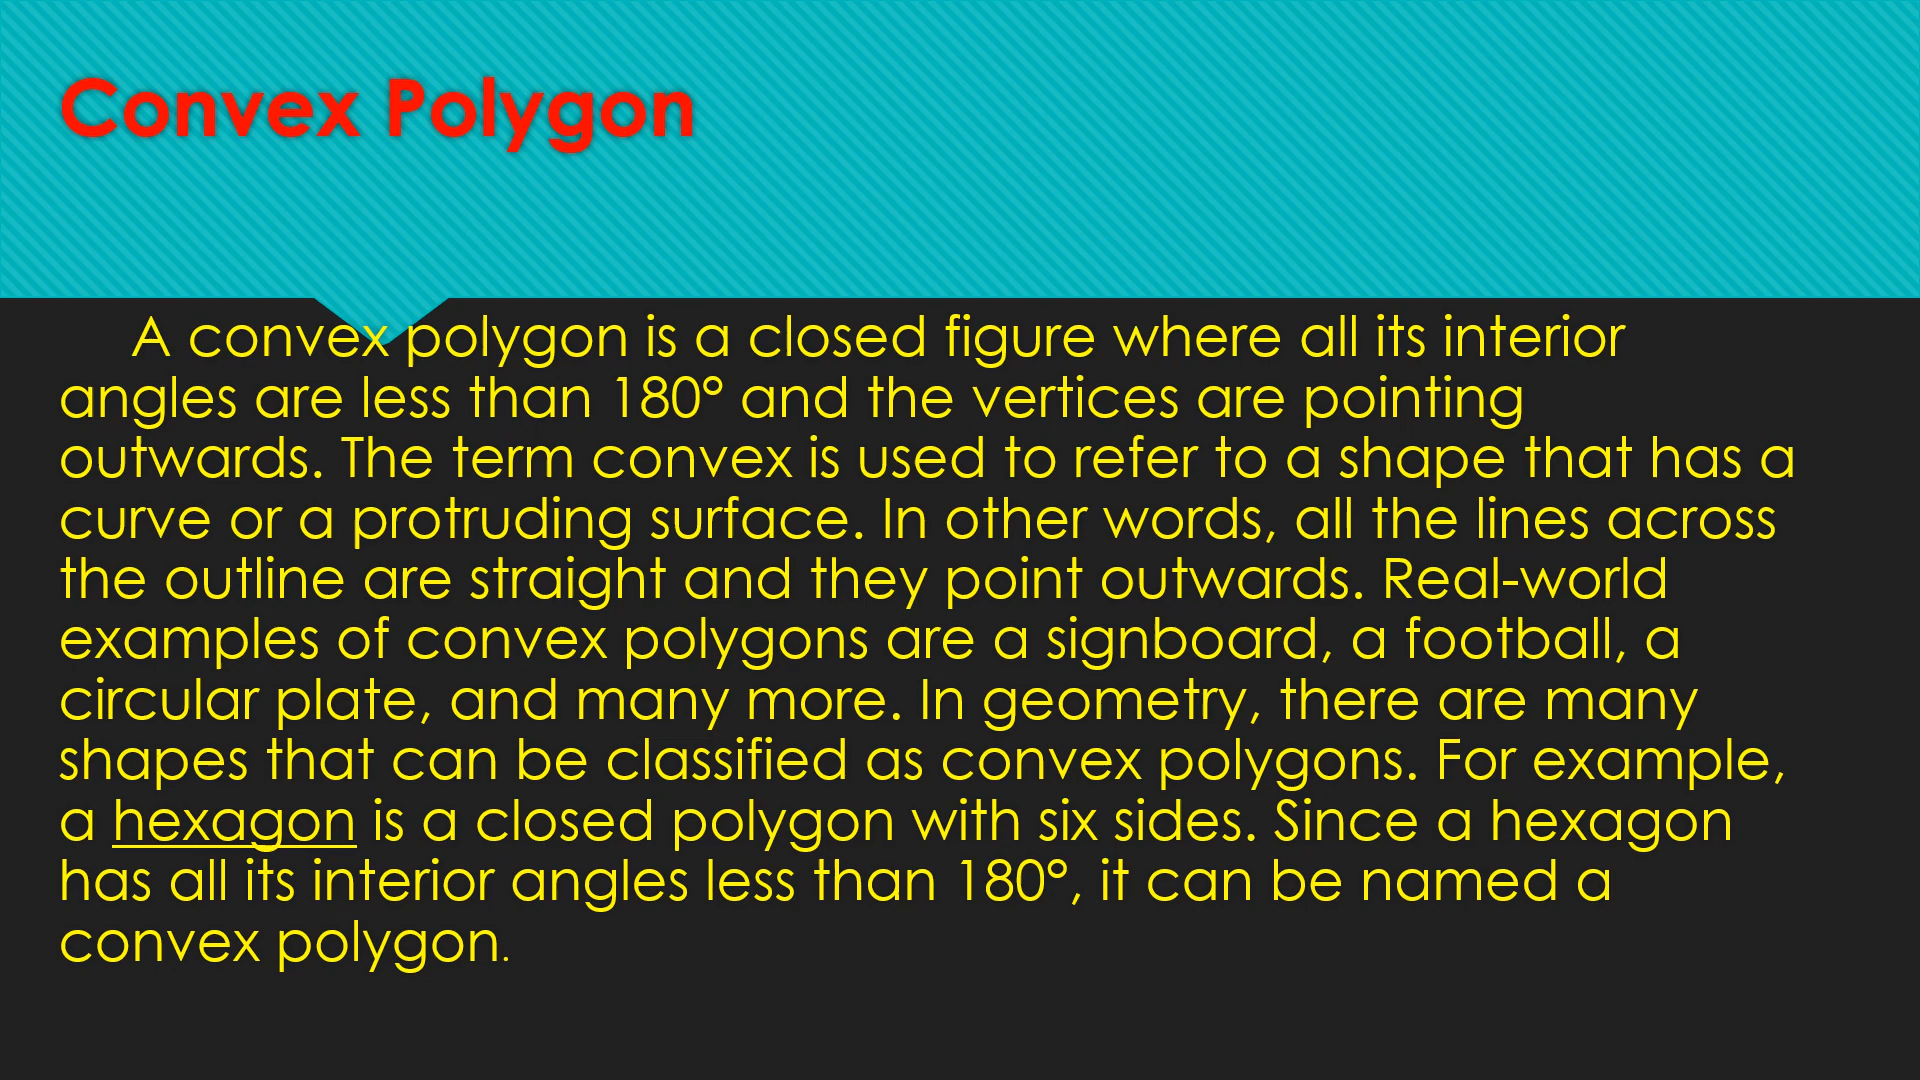 Convex Polygon
A convex polygon is a closed figure where all its interior
angles are less than 180° and the vertices are pointing
outwards. The term convex is used to refer to a shape that has a
curve or a protruding surface. In other words, all the lines across
the outline are straight and they point outwards. Real-world
examples of convex polygons are a signboard, a football, a
circular plate, and many more. In geometry, there are many
shapes that can be classified as convex polygons. For example,
a hexagon is a closed polygon with six sides. Since a hexagon
has all its interior angles less than 180°, it can be named a
convex polygon.